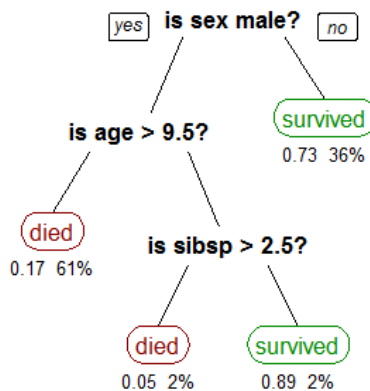 yes is sex male? no
survived
0.73 36%
is age > 9.5?
died
0.17 61%
is sibsp > 2.5?
died survived
0.05 2% 0.89 2%